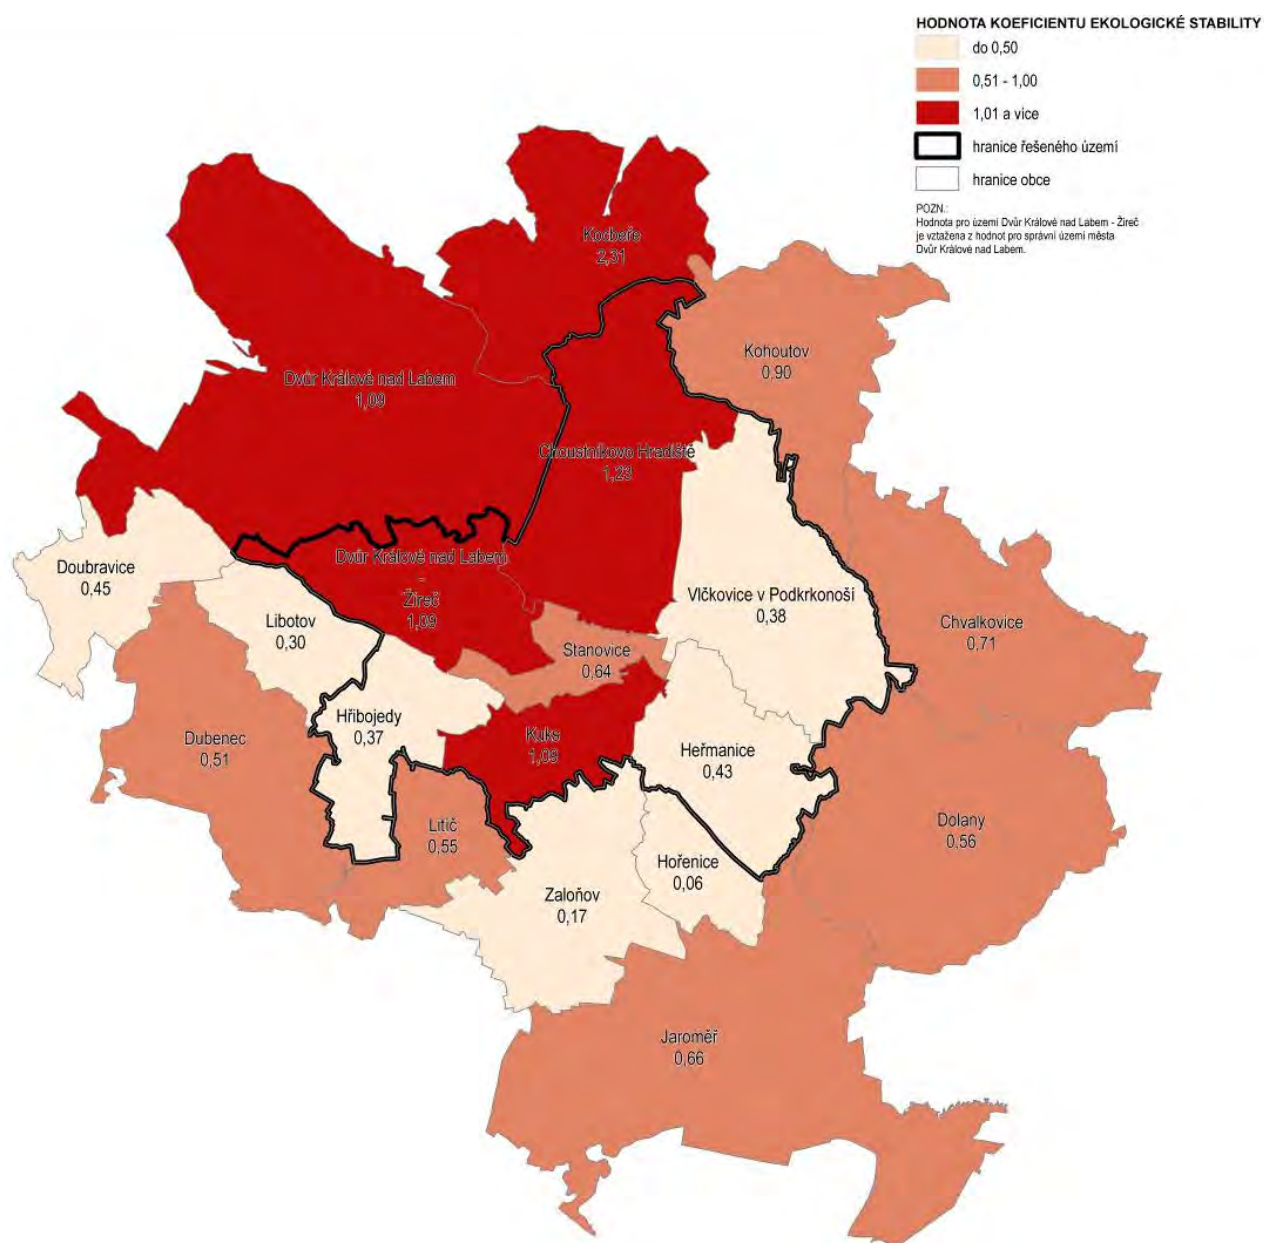 HODNOTA KOEFICIENTU EKOLOGICKÉ STABILITY
do 0,50
0,51 - 1,00
1,01 a více
hranice řešeného území
hranice obce
POZN.:
Hodnota pro území Dvůr Králové nad Labem - Žireč
je vztažena z hodnot pro správní území města
Dvůr Králové nad Labem.
Kocbeře
2,31
Kohoutov
0,90
Dvůr Králové nad Labem
1,09
Choustníkovo Hradiště
1,23
Dvůr Králové nad Labem
-
Žireč
1,09
Doubravice
0,45
Vlčkovice v Podkrkonoší
0,38
Libotov
0,30
Chvalkovice
0,71
Stanovice
0,64
Hřibojedy
0,37
Kuks
1,08
Dubenec
0,51
Heřmanice
0,43
Litíč
0,55
Dolany
0,56
Hořenice
0,06
Zaloňov
0,17
Jaroměř
0,66